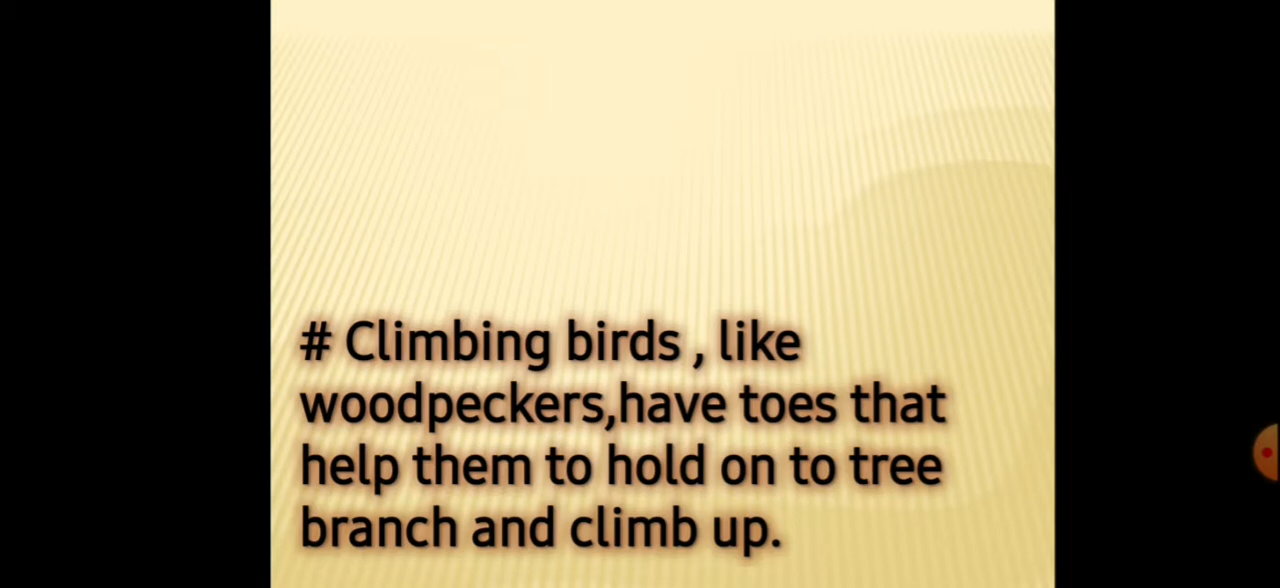 # Climbing birds , like
woodpeckers,have toes that
help them to hold on to tree
branch and climb up.